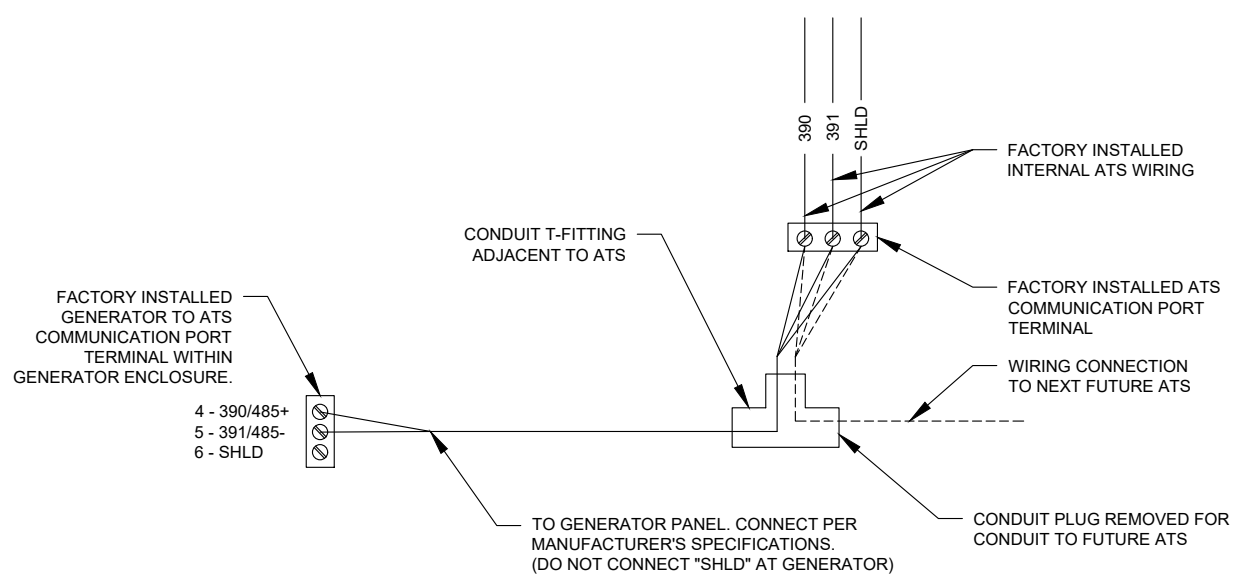 390
391
SHLD
FACTORY INSTALLED
INTERNAL ATS WIRING
CONDUIT T-FITTING
ADJACENT TO ATS
FACTORY INSTALLED ATS
COMMUNICATION PORT
TERMINAL
FACTORY INSTALLED
GENERATOR TO ATS
COMMUNICATION PORT
TERMINAL WITHIN
GENERATOR ENCLOSURE.
WIRING CONNECTION
TO NEXT FUTURE ATS
4 - 390/485+
5 - 391/485-
6 - SHLD
TO GENERATOR PANEL. CONNECT PER
MANUFACTURER'S SPECIFICATIONS.
(DO NOT CONNECT "SHLD" AT GENERATOR)
CONDUIT PLUG REMOVED FOR
CONDUIT TO FUTURE ATS